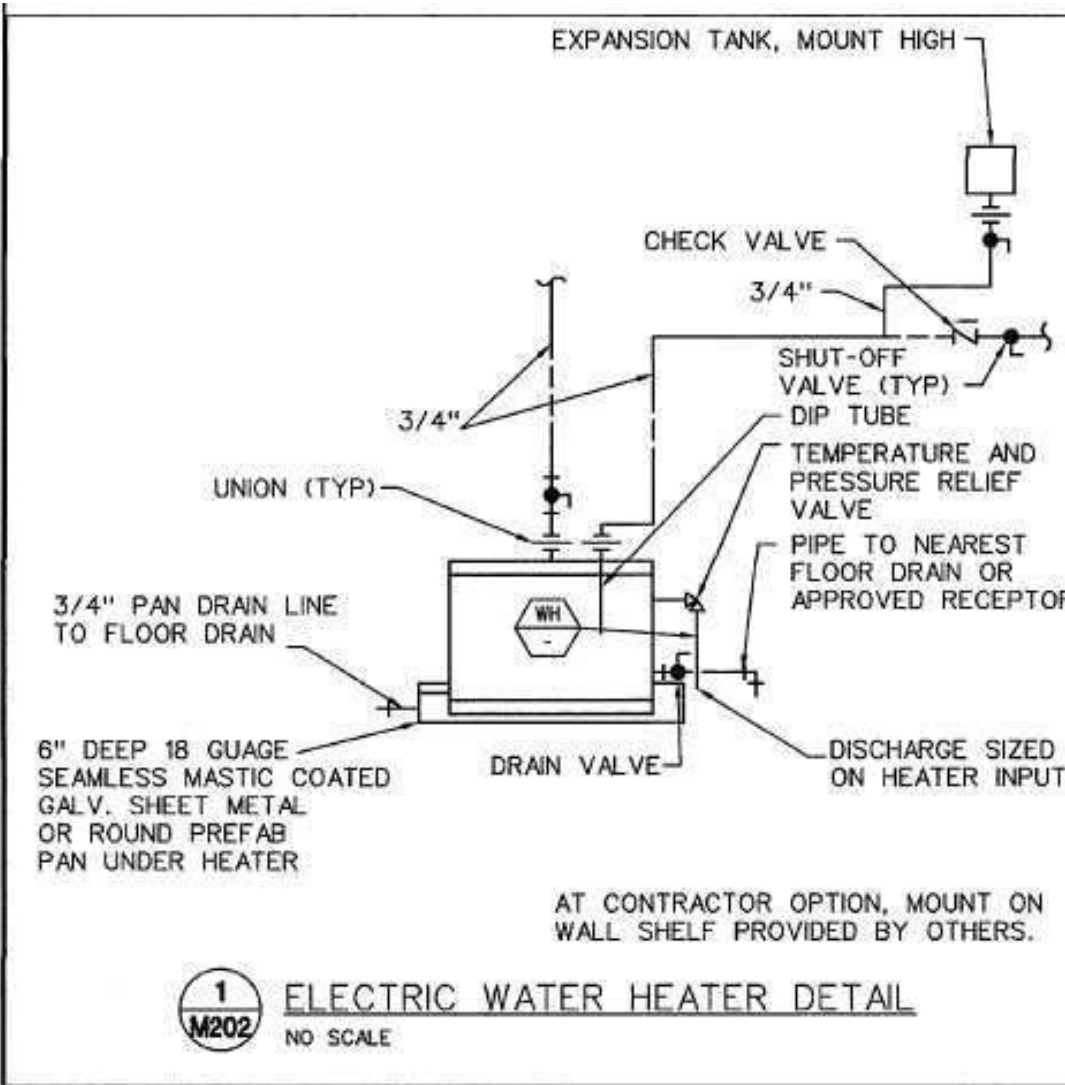 EXPANSION TANK, MOUNT HIGH
CHECK VALVE
3/4"
SHUT-OFF
VALVE (TYP)
DIP TUBE
3/4"
TEMPERATURE AND
PRESSURE RELIEF
VALVE
UNION (TYP)
PIPE TO NEAREST
FLOOR DRAIN OR
APPROVED RECEPTOR
3/4" PAN DRAIN LINE
TO FLOOR DRAIN
WH
-
6" DEEP 18 GUAGE
SEAMLESS MASTIC COATED
GALV. SHEET METAL
OR ROUND PREFAB
PAN UNDER HEATER
DRAIN VALVE
DISCHARGE SIZED
ON HEATER INPUT
AT CONTRACTOR OPTION, MOUNT ON
WALL SHELF PROVIDED BY OTHERS.
1
M202
ELECTRIC WATER HEATER DETAIL
NO SCALE